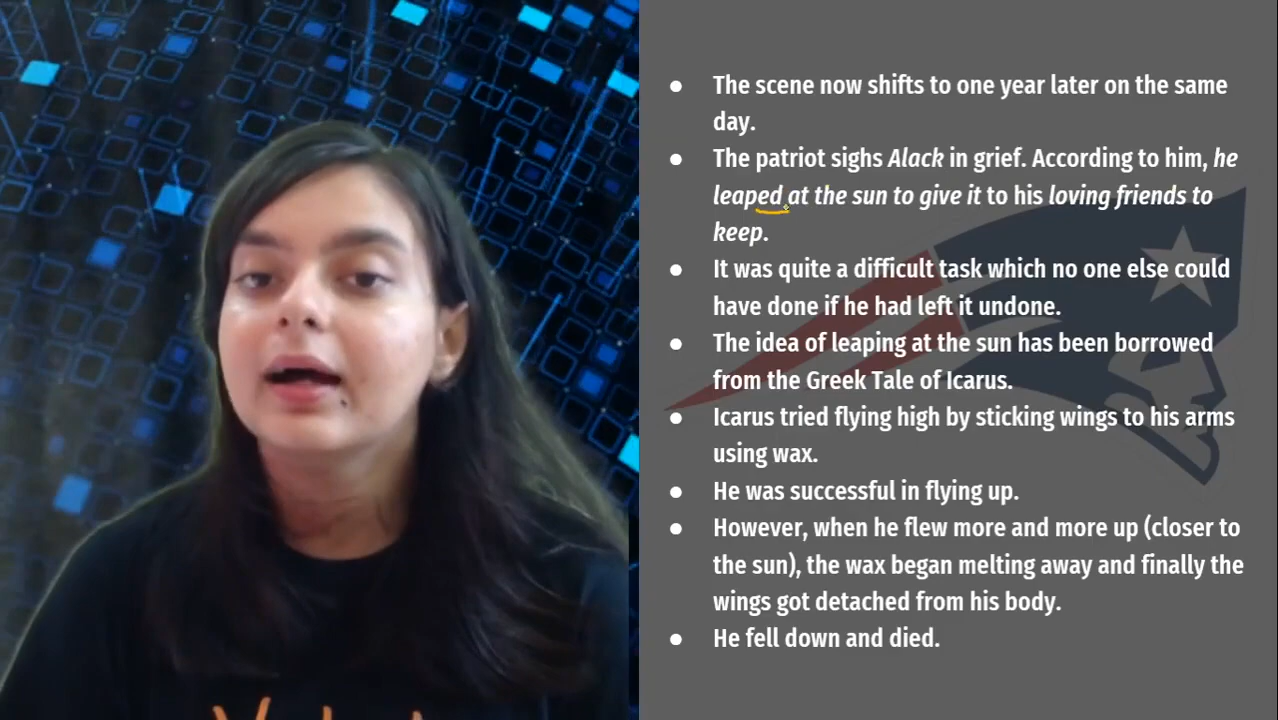 The scene now shifts to one year later on the same
day.
The patriot sighs Alack in grief. According to him, he
leaped at the sun to give it to his loving friends to
keep.
It was quite a difficult task which no one else could
have done if he had left it undone.
The idea of leaping at the sun has been borrowed
from the Greek Tale of Icarus.
Icarus tried flying high by sticking wings to his arms
using wax.
He was successful in flying up.
However, when he flew more and more up (closer to
the sun), the wax began melting away and finally the
wings got detached from his body.
He fell down and died.